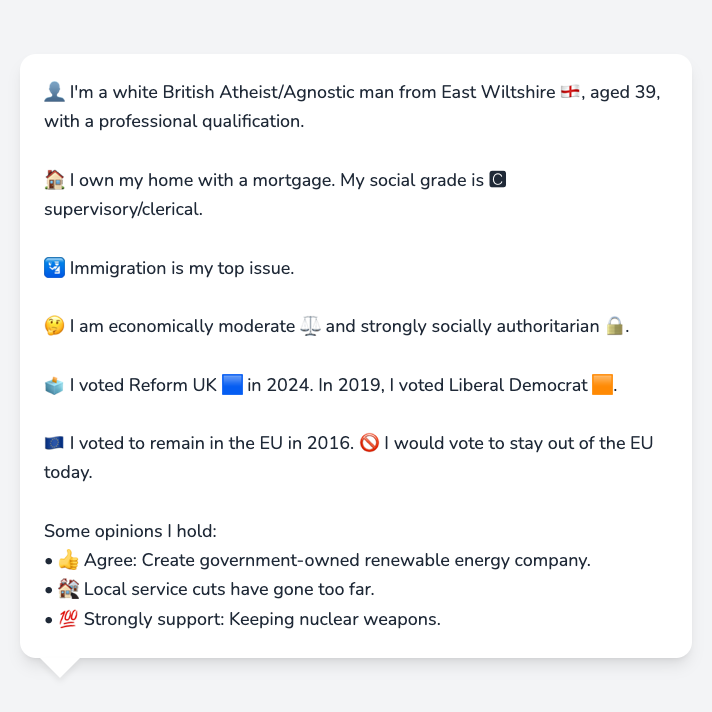 👤 I'm a white British Atheist/Agnostic man from East Wiltshire 🏴󠁧󠁢󠁥󠁮󠁧󠁿, aged 39,
with a professional qualification.
🏠 I own my home with a mortgage. My social grade is 🅲
supervisory/clerical.
🛂 Immigration is my top issue.
🤔 I am economically moderate ⚖️ and strongly socially authoritarian 🔒.
🗳️ I voted Reform UK 🟦 in 2024. In 2019, I voted Liberal Democrat 🟧.
🇪🇺 I voted to remain in the EU in 2016. 🚫 I would vote to stay out of the EU
today.
Some opinions I hold:
• 👍 Agree: Create government-owned renewable energy company.
• 🏘️ Local service cuts have gone too far.
• 💯 Strongly support: Keeping nuclear weapons.